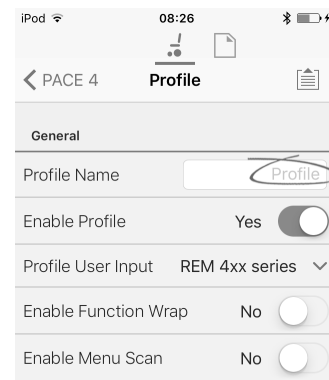 iPod 08:26
PACE 4 Profile
General
Profile Name Profile
Enable Profile Yes
Profile User Input REM 4xx series
Enable Function Wrap No
Enable Menu Scan No